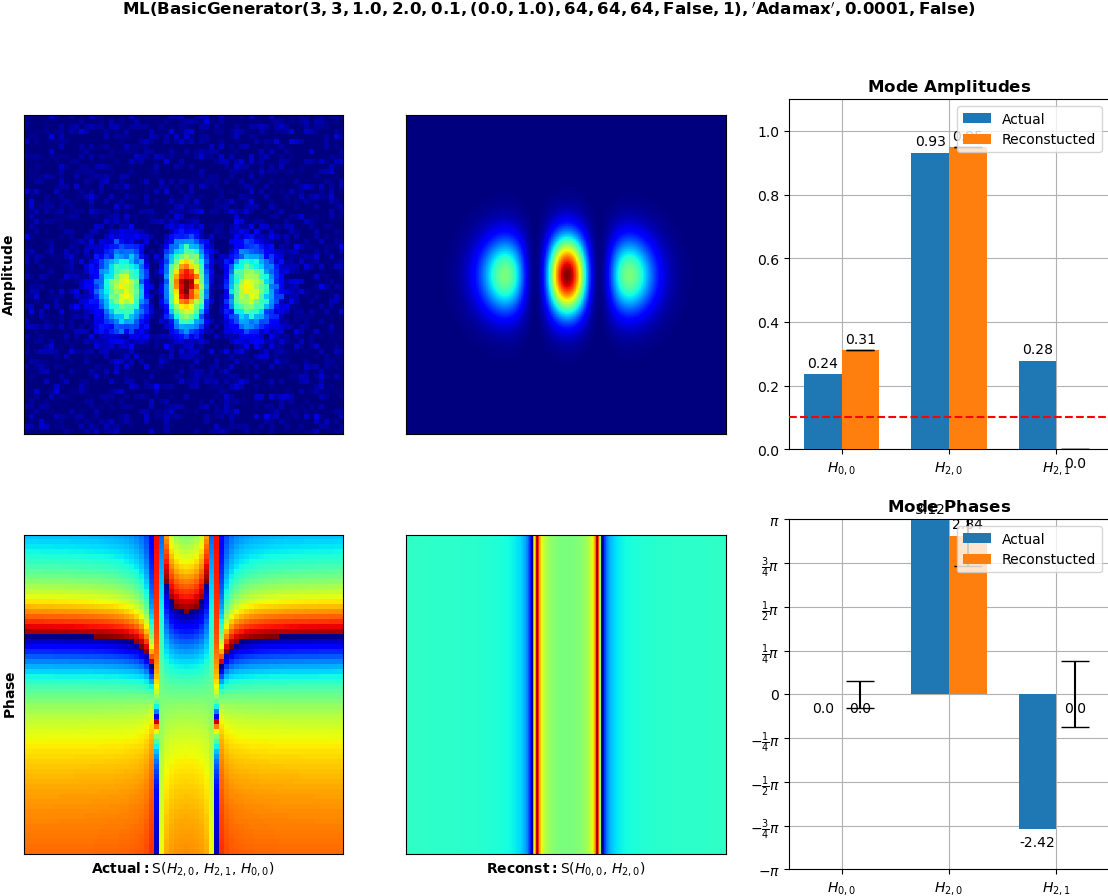 ML(BasicGenerator(3, 3, 1.0, 2.0, 0.1, (0.0, 1.0), 64, 64, 64, False, 1), ′Adamax′, 0.0001, False)
Amplitude
Mode Amplitudes
Actual
Reconstucted
1.0
0.8
0.6
0.4
0.2
0.0
0.24
0.31
0.93
0.28
0.0
H0,0
H2,0
H2,1
Phase
Actual: S(H2,0, H2,1, H0,0)
Reconst: S(H0,0, H2,0)
Mode Phases
Actual
Reconstucted
π
3/4π
1/2π
1/4π
0
−1/4π
−1/2π
−3/4π
−π
0.0
0.0
3.12
2.84
-2.42
0.0
H0,0
H2,0
H2,1